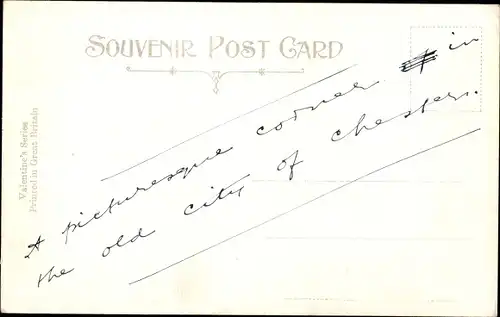 SOUVENIR POST CARD
Valentine's Series
Printed in Great Britain
A picturesque corner in
the old city of Chester.